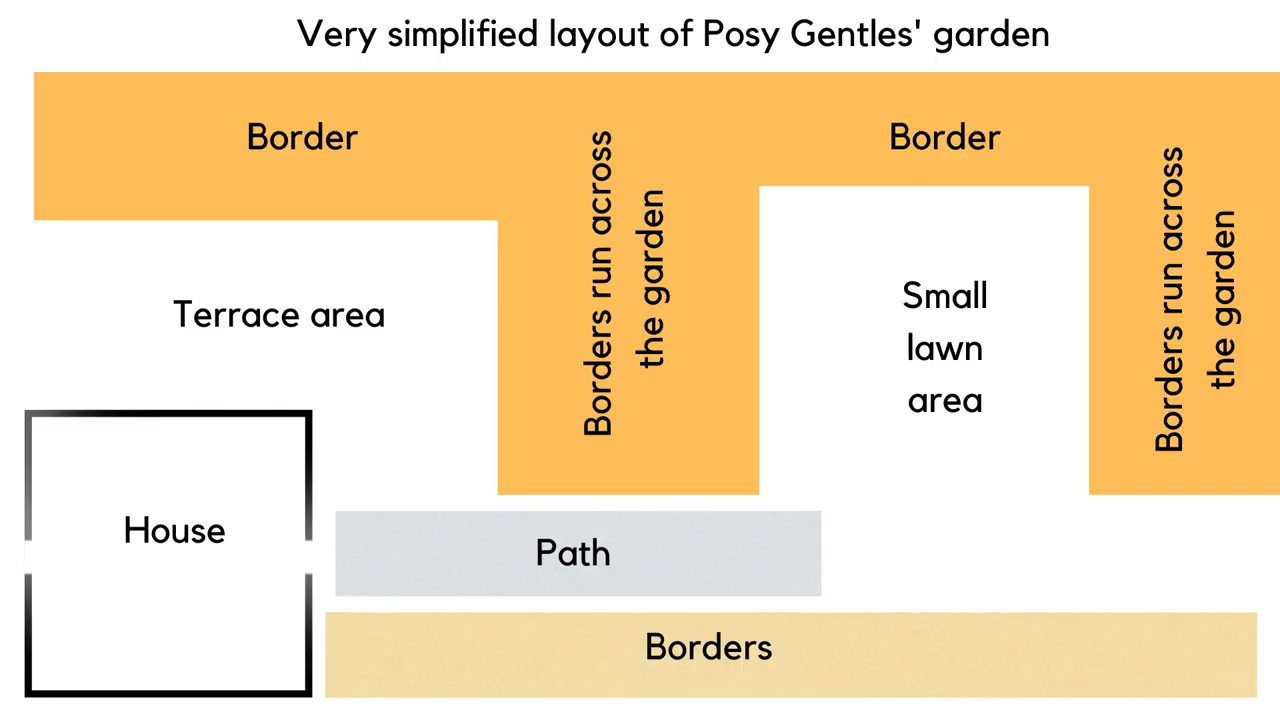 Very simplified layout of Posy Gentles' garden
Border
Border
Borders run across
the garden
Borders run across
the garden
Terrace area
Small
lawn
area
House
Path
Borders